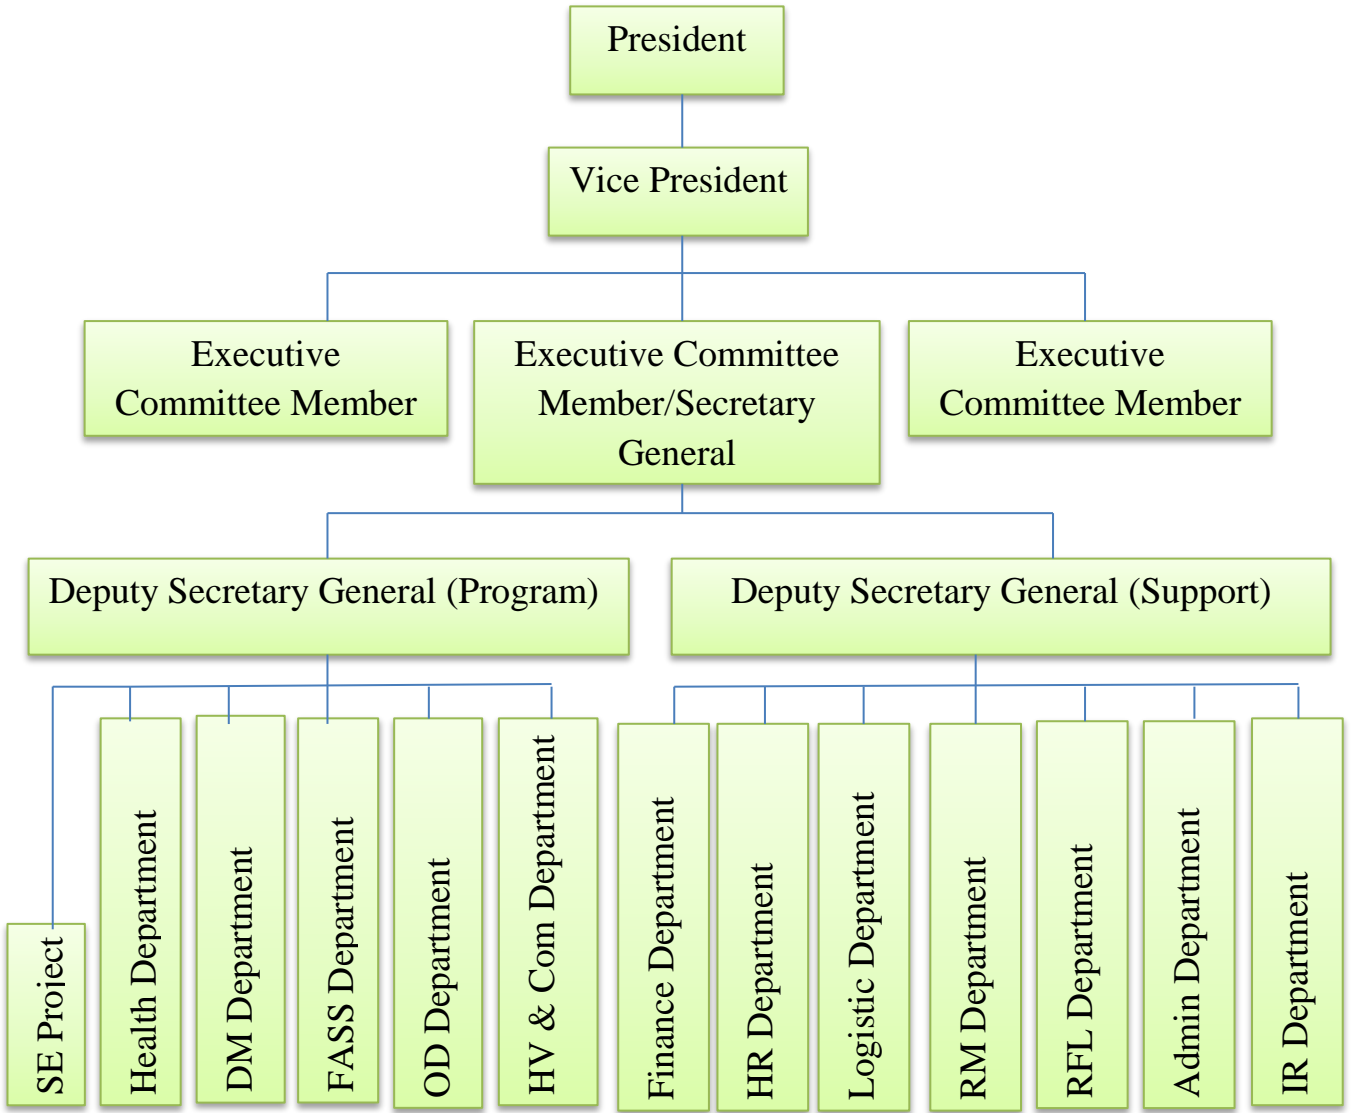 President
Vice President
Executive
Committee Member
Executive Committee
Member/Secretary
General
Executive
Committee Member
Deputy Secretary General (Program)
Deputy Secretary General (Support)
SE Project
Health Department
DM Department
FASS Department
OD Department
HV & Com Department
Finance Department
HR Department
Logistic Department
RM Department
RFL Department
Admin Department
IR Department